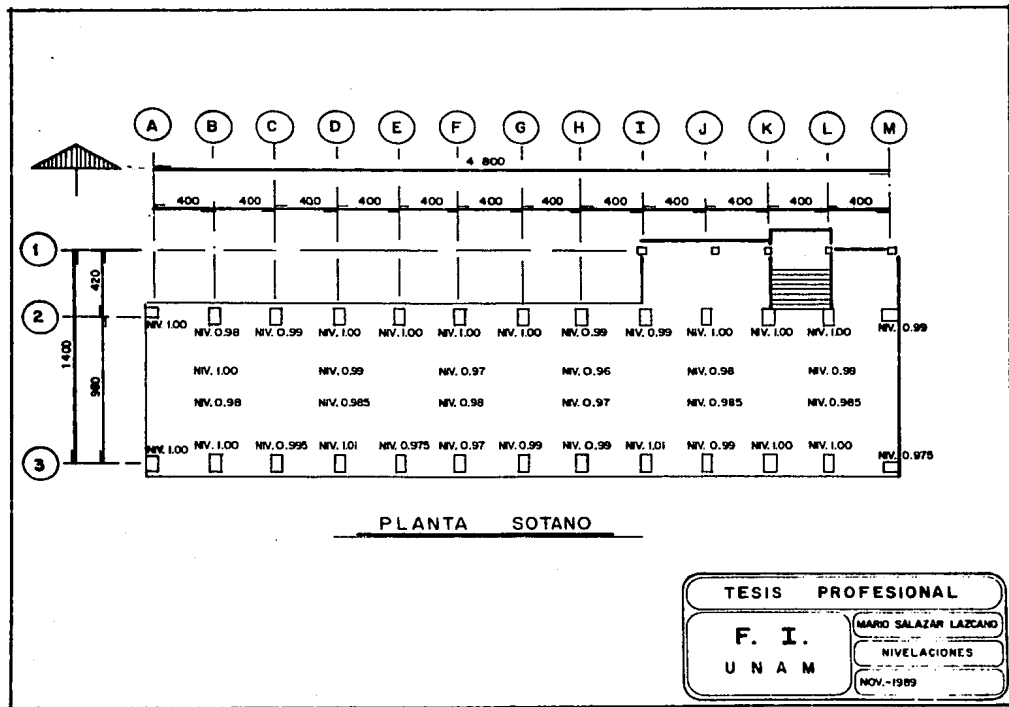 A B C D E F G H I J K L M
4 800
400 400 400 400 400 400 400 400 400 400 400 400
1
420
2
1400
980
3
NIV. 1.00 NIV. 0.98 NIV. 0.99 NIV. 1.00 NIV. 1.00 NIV. 1.00 NIV. 1.00 NIV. 0.99 NIV. 0.99 NIV. 1.00 NIV. 1.00 NIV. 1.00 NIV. 0.99
NIV. 1.00 NIV. 0.99 NIV. 0.97 NIV. 0.96 NIV. 0.98 NIV. 0.98
NIV. 0.98 NIV. 0.985 NIV. 0.98 NIV. 0.97 NIV. 0.985 NIV. 0.985
NIV. 1.00 NIV. 1.00 NIV. 0.995 NIV. 1.01 NIV. 0.975 NIV. 0.97 NIV. 0.99 NIV. 0.99 NIV. 1.01 NIV. 0.99 NIV. 1.00 NIV. 1.00 NIV. 0.975
PLANTA SOTANO
TESIS PROFESIONAL
F. I.
U N A M
MARIO SALAZAR LAZCANO
NIVELACIONES
NOV.-1989